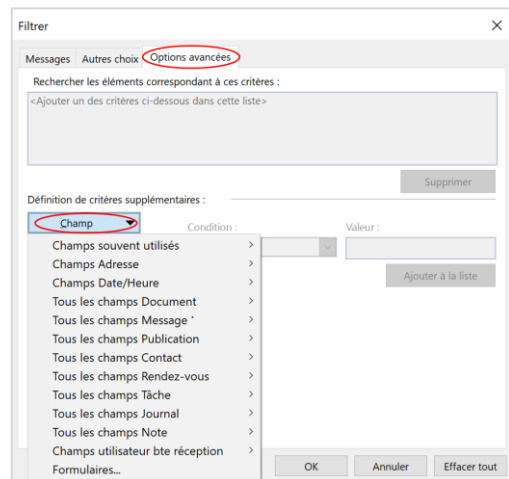 Filtrer
Messages Autres choix Options avancées
Rechercher les éléments correspondant à ces critères :
<Ajouter un des critères ci-dessous dans cette liste>
Supprimer
Définition de critères supplémentaires :
Champ Condition : Valeur :
Champs souvent utilisés
Champs Adresse
Ajouter à la liste
Champs Date/Heure
Tous les champs Document
Tous les champs Message
Tous les champs Publication
Tous les champs Contact
Tous les champs Rendez-vous
Tous les champs Tâche
Tous les champs Journal
Tous les champs Note
Champs utilisateur bte réception
Formulaires...
OK Annuler Effacer tout